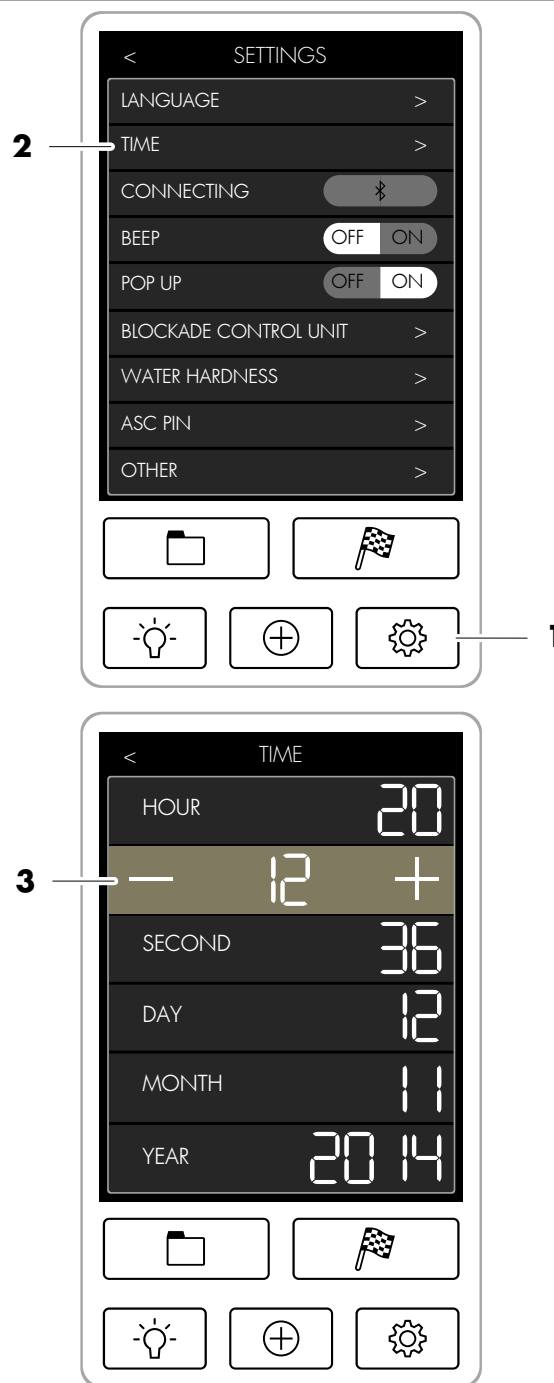 < SETTINGS
LANGUAGE >
2
TIME >
CONNECTING
BEEP OFF ON
POP UP OFF ON
BLOCKADE CONTROL UNIT >
WATER HARDNESS >
ASC PIN >
OTHER >
1
< TIME
HOUR 20
3
— 12 +
SECOND 36
DAY 12
MONTH 11
YEAR 2014